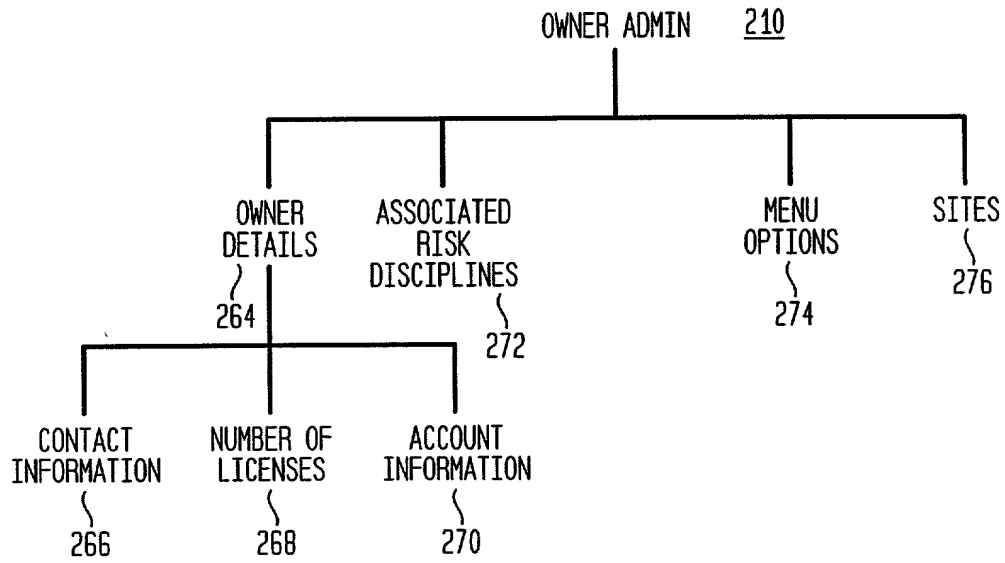 OWNER ADMIN 210
OWNER
DETAILS
264
ASSOCIATED
RISK
DISCIPLINES
272
MENU
OPTIONS
274
SITES
276
CONTACT
INFORMATION
266
NUMBER OF
LICENSES
268
ACCOUNT
INFORMATION
270